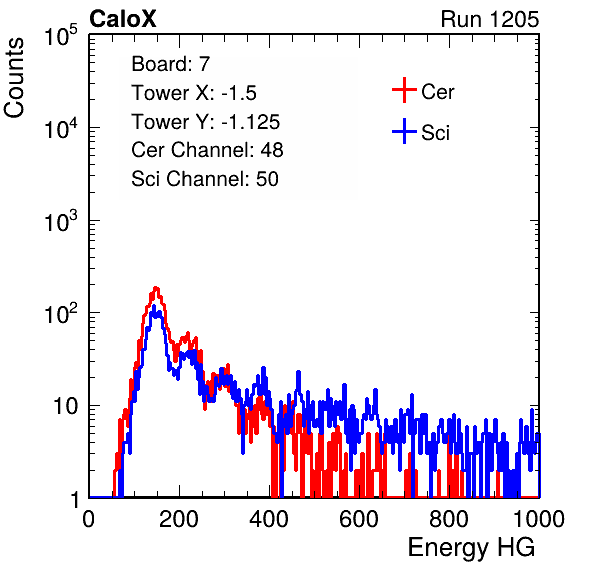 CaloX Run 1205
Counts
Board: 7
Tower X: -1.5
Tower Y: -1.125
Cer Channel: 48
Sci Channel: 50
Cer
Sci
10^5
10^4
10^3
10^2
10
1
0 200 400 600 800 1000
Energy HG